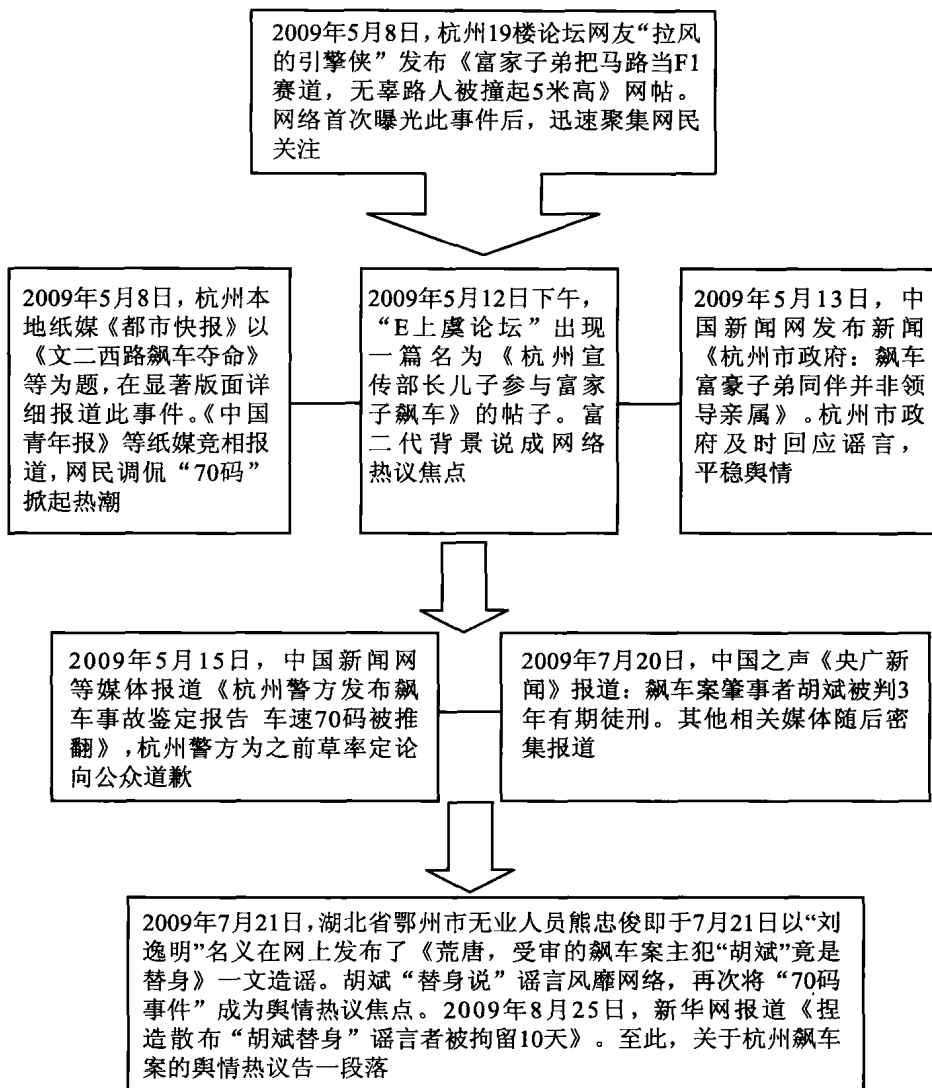 2009年5月8日，杭州19楼论坛网友“拉风
的引擎侠”发布《富家子弟把马路当F1
赛道，无辜路人被撞起5米高》网帖。
网络首次曝光此事件后，迅速聚集网民
关注
2009年5月8日，杭州本
地纸媒《都市快报》以
《文二西路飙车夺命》
等为题，在显著版面详
细报道此事件。《中国
青年报》等纸媒竞相报
道，网民调侃“70码”
掀起热潮
2009年5月12日下午，
“E上虞论坛”出现
一篇名为《杭州宣
传部长儿子参与富家
子飙车》的帖子。富
二代背景说成网络
热议焦点
2009年5月13日，中
国新闻网发布新闻
《杭州市政府：飙车
富豪子弟同伴并非领
导亲属》。杭州市政
府及时回应谣言，
平稳舆情
2009年5月15日，中国新闻网
等媒体报道《杭州警方发布飙
车事故鉴定报告 车速70码被推
翻》，杭州警方为之前草率定论
向公众道歉
2009年7月20日，中国之声《央广新
闻》报道：飙车案肇事者胡斌被判3
年有期徒刑。其他相关媒体随后密
集报道
2009年7月21日，湖北省鄂州市无业人员熊忠俊即于7月21日以“刘
逸明”名义在网上发布了《荒唐，受审的飙车案主犯“胡斌”竟是
替身》一文造谣。胡斌“替身说”谣言风靡网络，再次将“70码
事件”成为舆情热议焦点。2009年8月25日，新华网报道《捏
造散布“胡斌替身”谣言者被拘留10天》。至此，关于杭州飙车
案的舆情热议告一段落